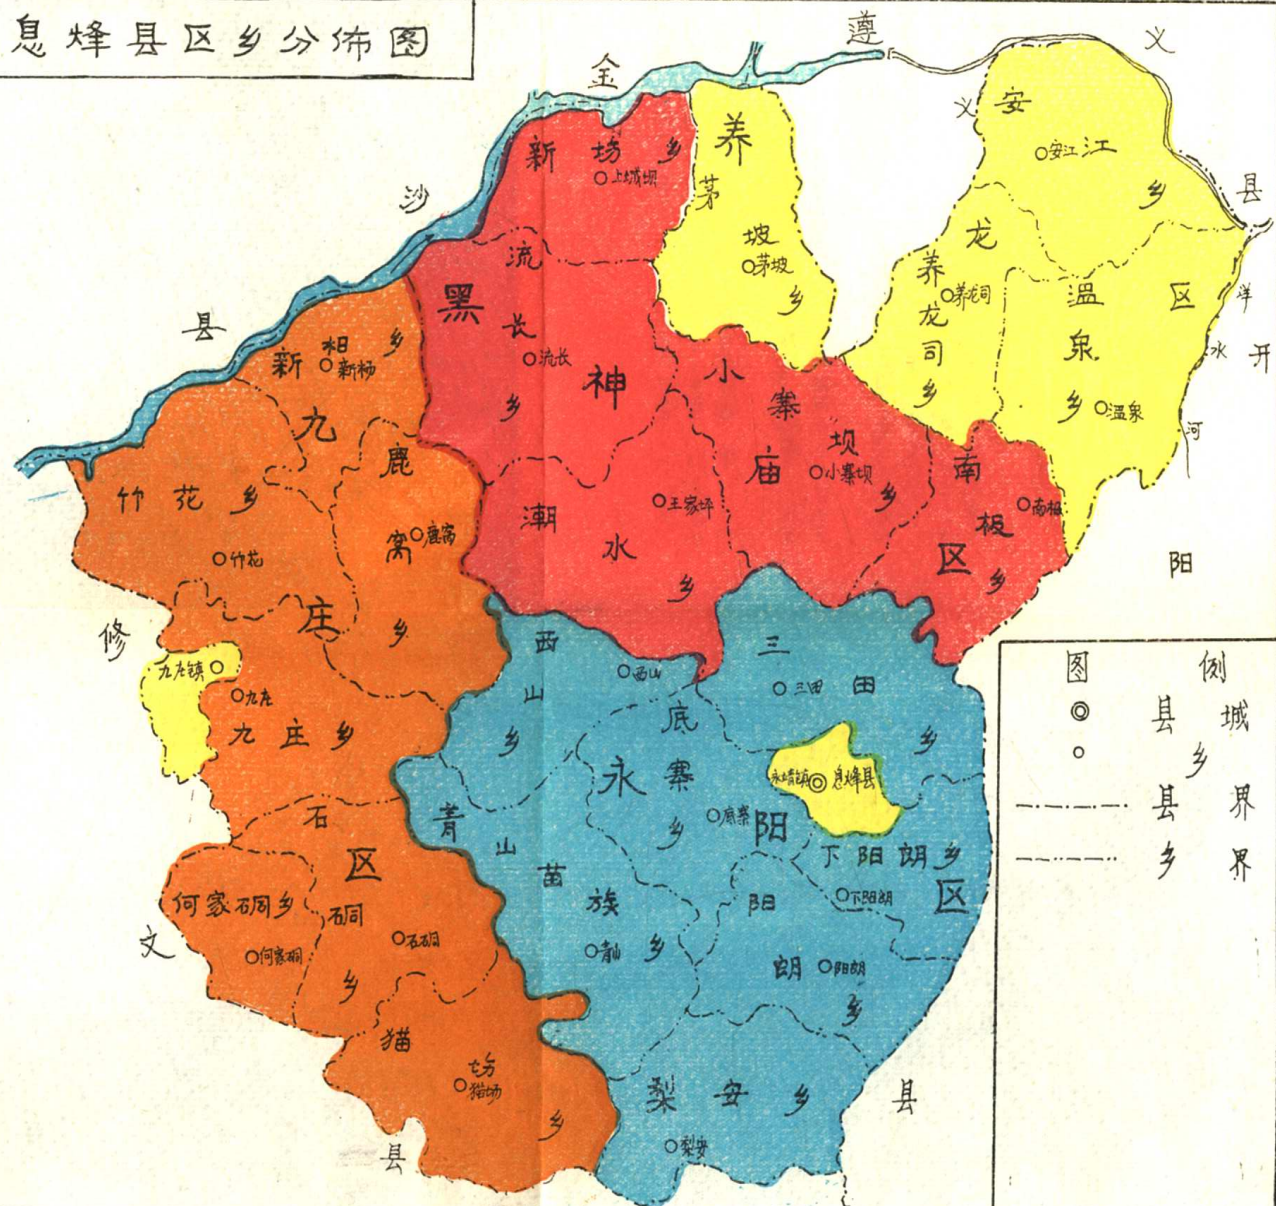 息烽县区乡分佈图
遵义县
金沙县
修文县
开阳县
洋水河
养龙区
茅坡乡
茅坡
安江乡
安江
养龙司乡
养龙司
温泉乡
温泉
黑神庙区
新场乡
上城坝
流长乡
流长
潮水乡
王家坪
小寨坝乡
小寨坝
南极乡
南极
九庄区
新杨乡
新杨
竹花乡
竹花
鹿窝乡
鹿窝
九庄镇
九庄
九庄乡
石硐乡
石硐
何家硐乡
何家硐
猫场乡
猫场
永阳区
西山乡
西山
三田乡
三田
底寨乡
底寨
永靖镇
息烽县
青山苗族乡
青山
下阳朗乡
下阳朗
阳朗乡
阳朗
梨安乡
梨安
图例
县城
乡
县界
乡界